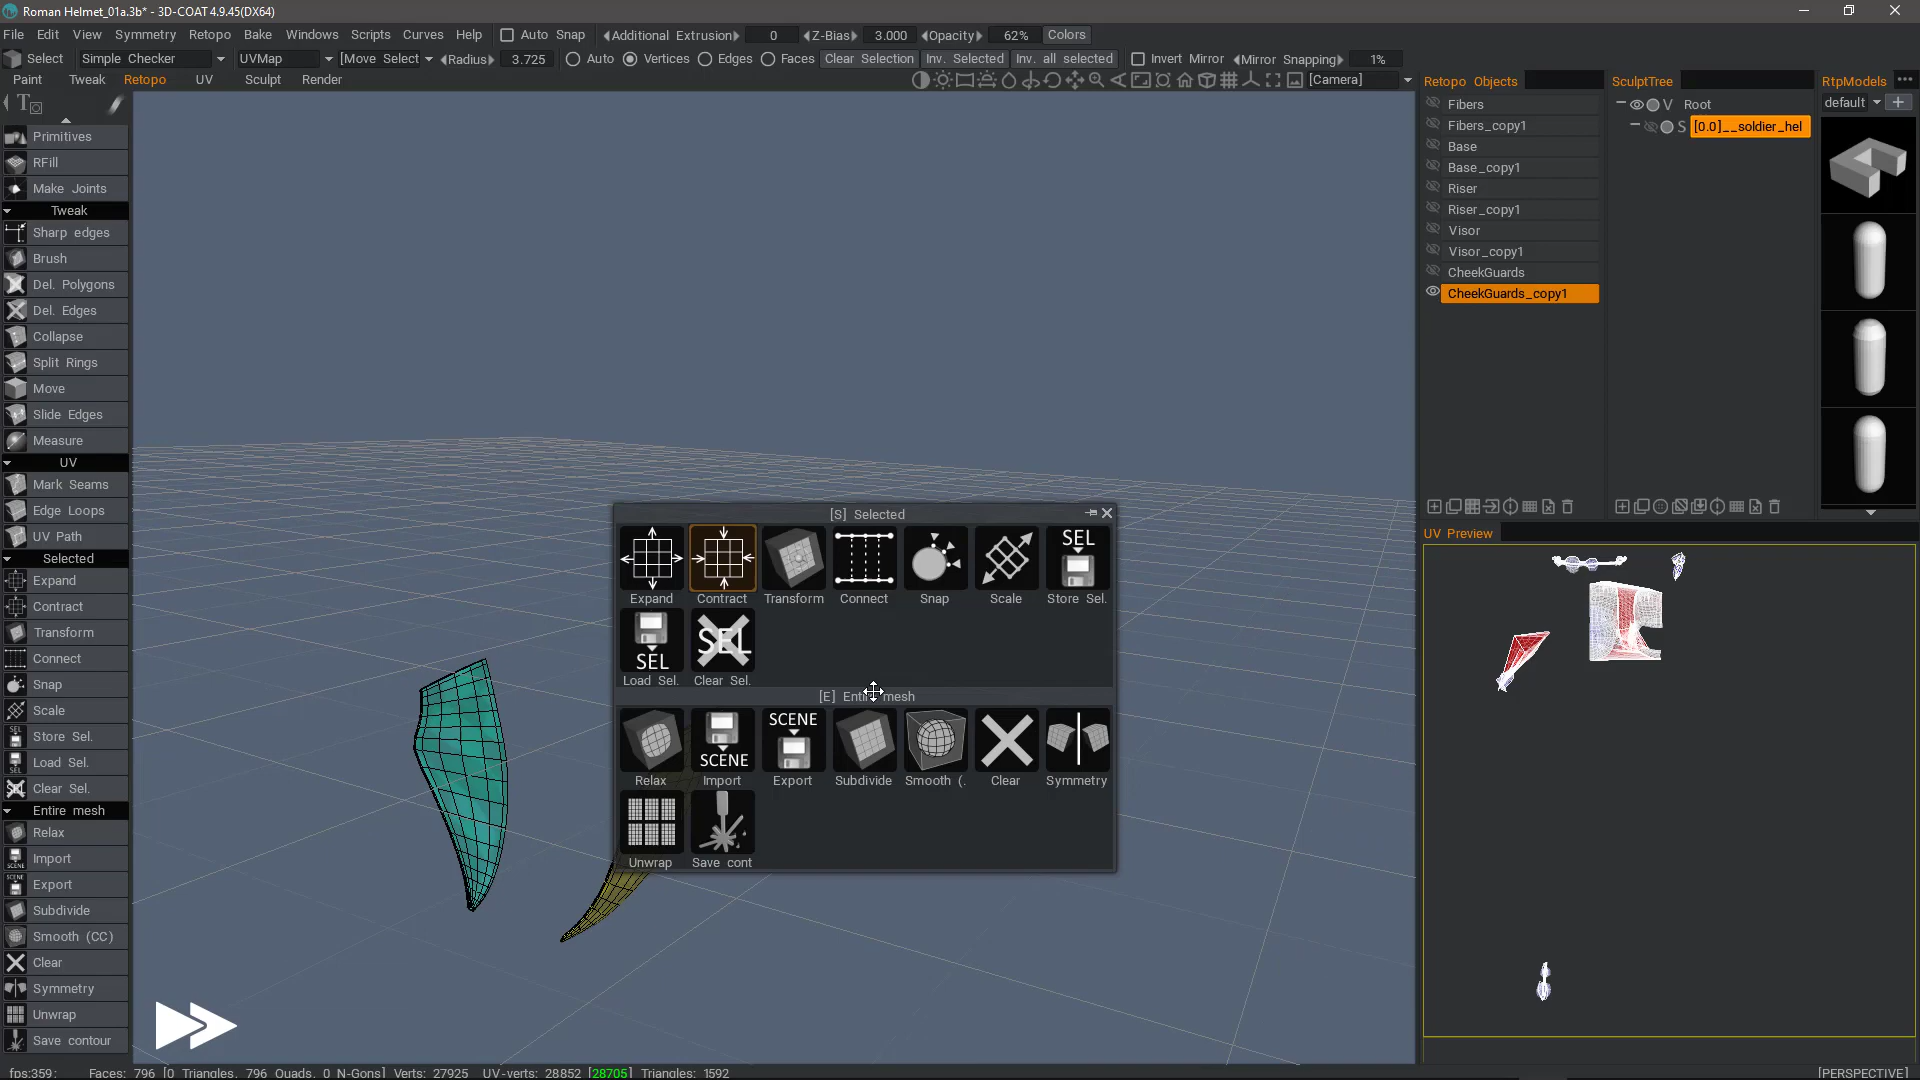 Roman Helmet_01a.3b* - 3D-COAT 4.9.45(DX64)
File Edit View Symmetry Retopo Bake Windows Scripts Curves Help Auto Snap Additional Extrusion 0 Z-Bias 3.000 Opacity 62% Colors
Select Simple Checker UVMap [Move Select Radius 3.725 Auto Vertices Edges Faces Clear Selection Inv. Selected Inv. all selected Invert Mirror Mirror Snapping 1%
Paint Tweak Retopo UV Sculpt Render [Camera]
Retopo Objects
SculptTree
RtpModels
Primitives
RFill
Make Joints
Tweak
Sharp edges
Brush
Del. Polygons
Del. Edges
Collapse
Split Rings
Move
Slide Edges
Measure
UV
Mark Seams
Edge Loops
UV Path
Selected
Expand
Contract
Transform
Connect
Snap
Scale
Store Sel.
Load Sel.
Clear Sel.
Entire mesh
Relax
Import
Export
Subdivide
Smooth (CC)
Clear
Symmetry
Unwrap
Save contour
[S] Selected
SEL
Expand Contract Transform Connect Snap Scale Store Sel.
SEL SEL
Load Sel. Clear Sel.
[E] Entire mesh
SCENE SCENE
Relax Import Export Subdivide Smooth (. Clear Symmetry
Unwrap Save cont
Fibers
Fibers_copy1
Base
Base_copy1
Riser
Riser_copy1
Visor
Visor_copy1
CheekGuards
CheekGuards_copy1
V Root
S [0.0]__soldier_hel
default
UV Preview
fps:359: Faces: 796 [0 Triangles, 796 Quads, 0 N-Gons] Verts: 27925 UV-verts: 28852 [28705] Triangles: 1592 [PERSPECTIVE]